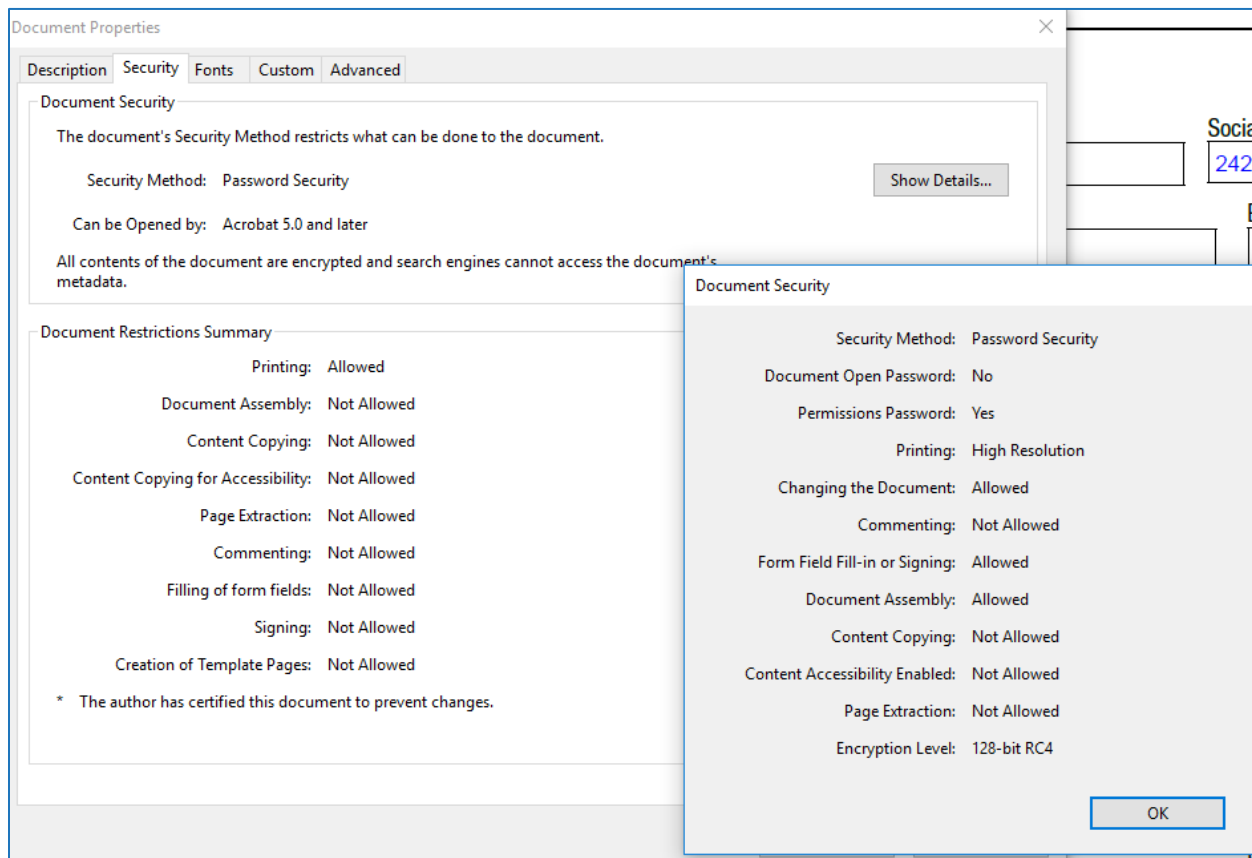 Document Properties
Description Security Fonts Custom Advanced
Document Security
The document's Security Method restricts what can be done to the document.
Security Method: Password Security
Show Details...
Can be Opened by: Acrobat 5.0 and later
All contents of the document are encrypted and search engines cannot access the document's
metadata.
Document Restrictions Summary
Printing: Allowed
Document Assembly: Not Allowed
Content Copying: Not Allowed
Content Copying for Accessibility: Not Allowed
Page Extraction: Not Allowed
Commenting: Not Allowed
Filling of form fields: Not Allowed
Signing: Not Allowed
Creation of Template Pages: Not Allowed
* The author has certified this document to prevent changes.
Socia
242
Document Security
Security Method: Password Security
Document Open Password: No
Permissions Password: Yes
Printing: High Resolution
Changing the Document: Allowed
Commenting: Not Allowed
Form Field Fill-in or Signing: Allowed
Document Assembly: Allowed
Content Copying: Not Allowed
Content Accessibility Enabled: Not Allowed
Page Extraction: Not Allowed
Encryption Level: 128-bit RC4
OK